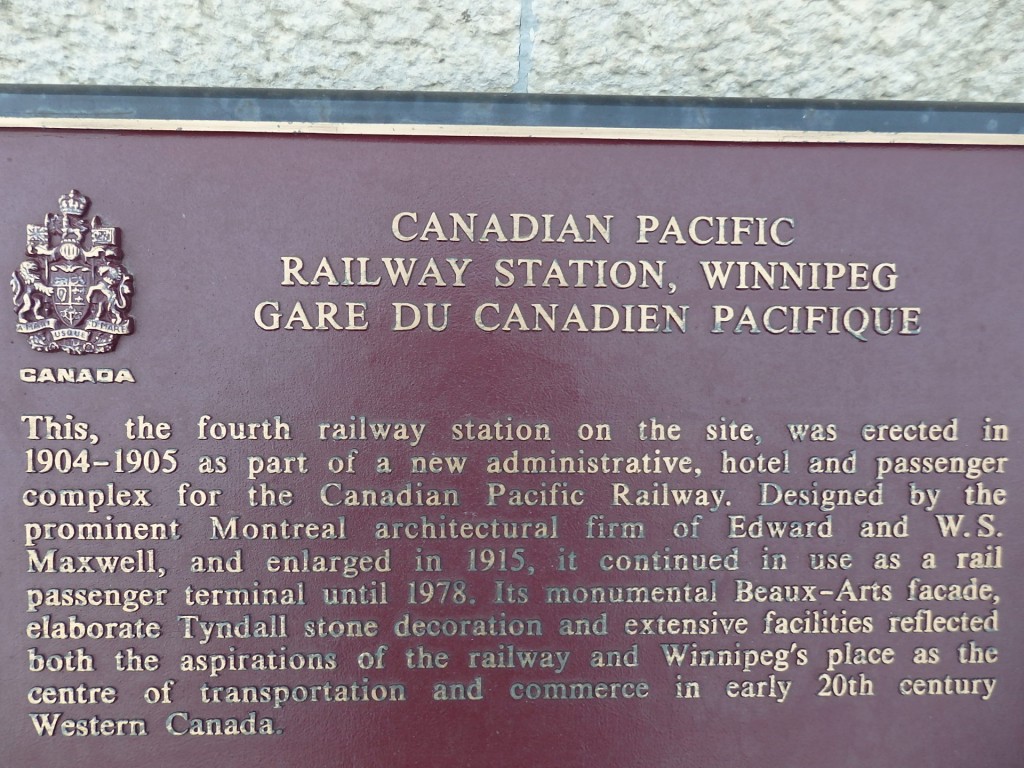 CANADIAN PACIFIC
RAILWAY STATION, WINNIPEG
GARE DU CANADIEN PACIFIQUE
A MARI USQUE D MARE
CANADA
This, the fourth railway station on the site, was erected in
1904-1905 as part of a new administrative, hotel and passenger
complex for the Canadian Pacific Railway. Designed by the
prominent Montreal architectural firm of Edward and W.S.
Maxwell, and enlarged in 1915, it continued in use as a rail
passenger terminal until 1978. Its monumental Beaux-Arts facade,
elaborate Tyndall stone decoration and extensive facilities reflected
both the aspirations of the railway and Winnipeg's place as the
centre of transportation and commerce in early 20th century
Western Canada.